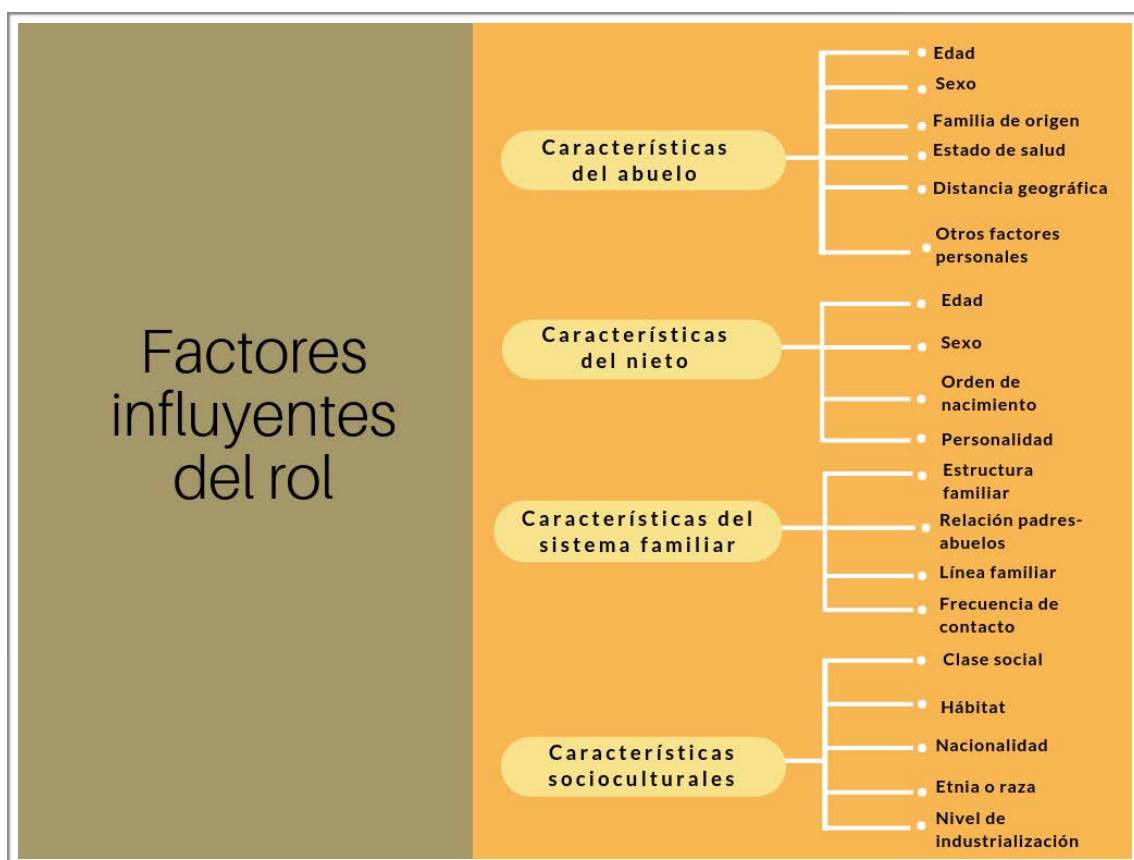 Factores
influyentes
del rol
Características
del abuelo
Edad
Sexo
Familia de origen
Estado de salud
Distancia geográfica
Otros factores
personales
Características
del nieto
Edad
Sexo
Orden de
nacimiento
Personalidad
Características del
sistema familiar
Estructura
familiar
Relación padres-
abuelos
Línea familiar
Frecuencia de
contacto
Características
socioculturales
Clase social
Hábitat
Nacionalidad
Etnia o raza
Nivel de
industrialización